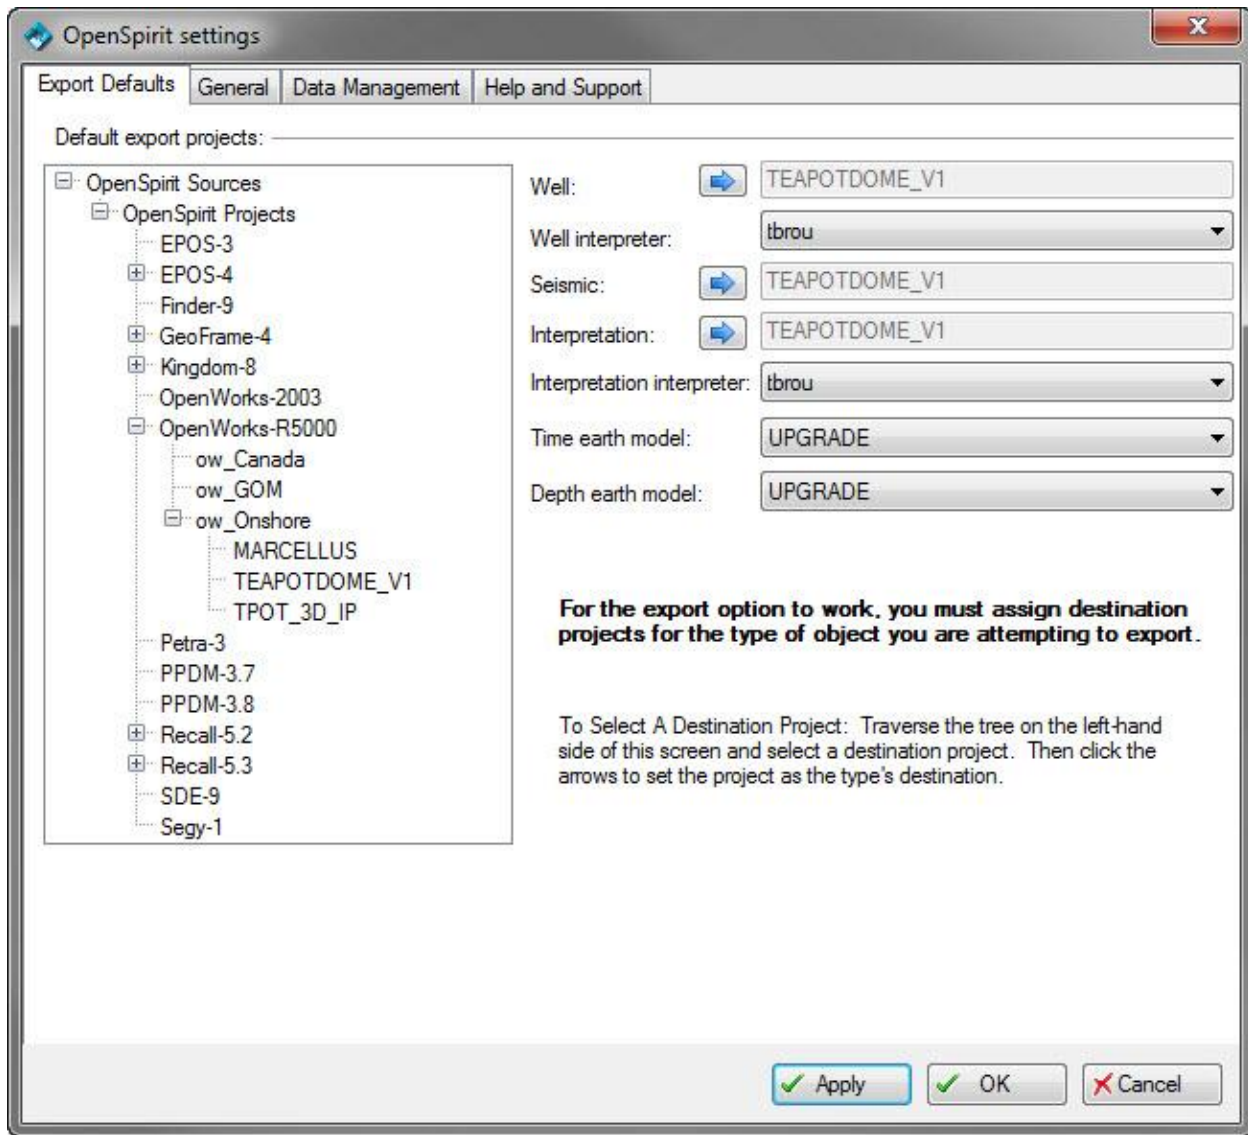 OpenSpirit settings
Export Defaults General Data Management Help and Support
Default export projects:
OpenSpirit Sources
OpenSpirit Projects
EPOS-3
EPOS-4
Finder-9
GeoFrame-4
Kingdom-8
OpenWorks-2003
OpenWorks-R5000
ow_Canada
ow_GOM
ow_Onshore
MARCELLUS
TEAPOTDOME_V1
TPOT_3D_IP
Petra-3
PPDM-3.7
PPDM-3.8
Recall-5.2
Recall-5.3
SDE-9
Segy-1
Well: TEAPOTDOME_V1
Well interpreter: tbrou
Seismic: TEAPOTDOME_V1
Interpretation: TEAPOTDOME_V1
Interpretation interpreter: tbrou
Time earth model: UPGRADE
Depth earth model: UPGRADE
For the export option to work, you must assign destination
projects for the type of object you are attempting to export.
To Select A Destination Project: Traverse the tree on the left-hand
side of this screen and select a destination project. Then click the
arrows to set the project as the type's destination.
Apply OK Cancel